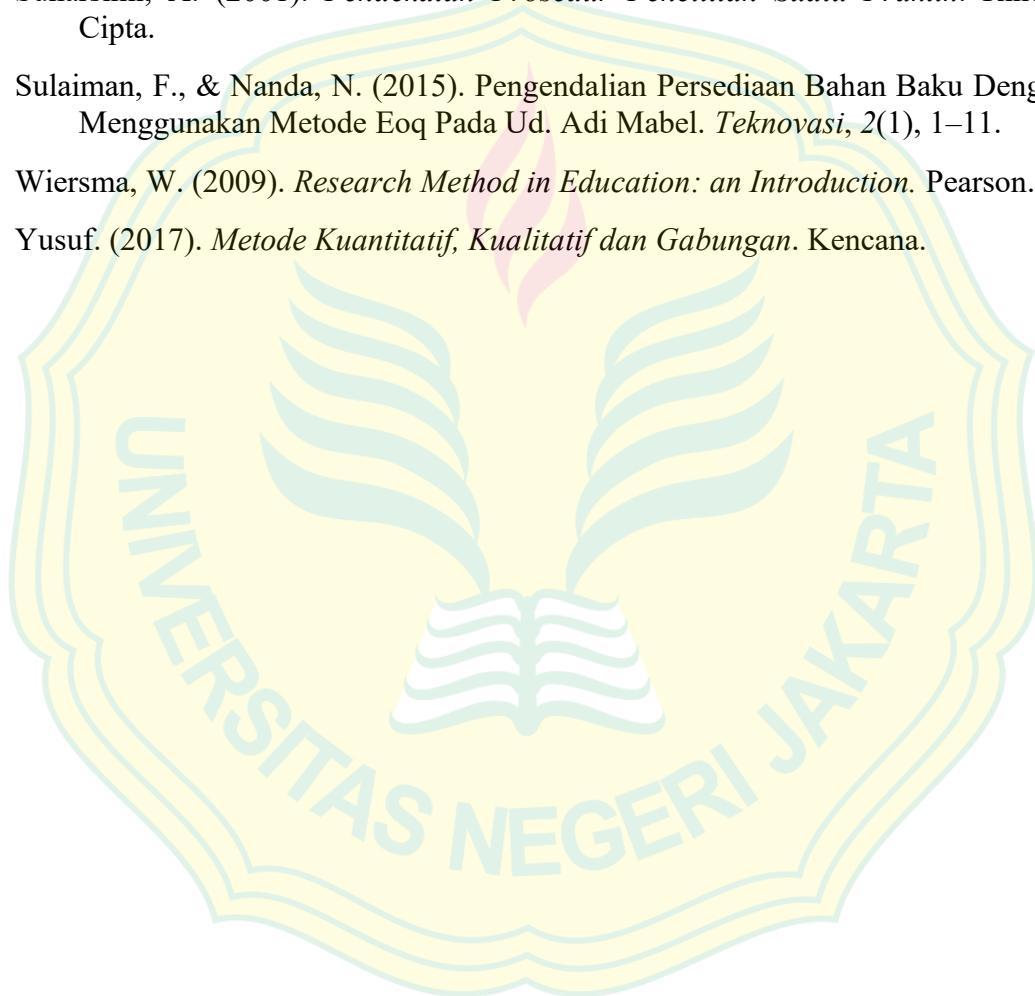 (2001).
Cipta.
Sulaiman, F., & Nanda, N. (2015). Pengendalian Persediaan Bahan Baku
Menggunakan Metode Eoq Pada Ud. Adi Mabel. Teknovasi, 2(1), 1–11.
Wiersma, W. (2009). Research Method in Education: an Introduction. Pearson.
Yusuf. (2017). Metode Kuantitatif, Kualitatif dan Gabungan. Kencana.
UNIVERSITAS NEGERI JAKARTA